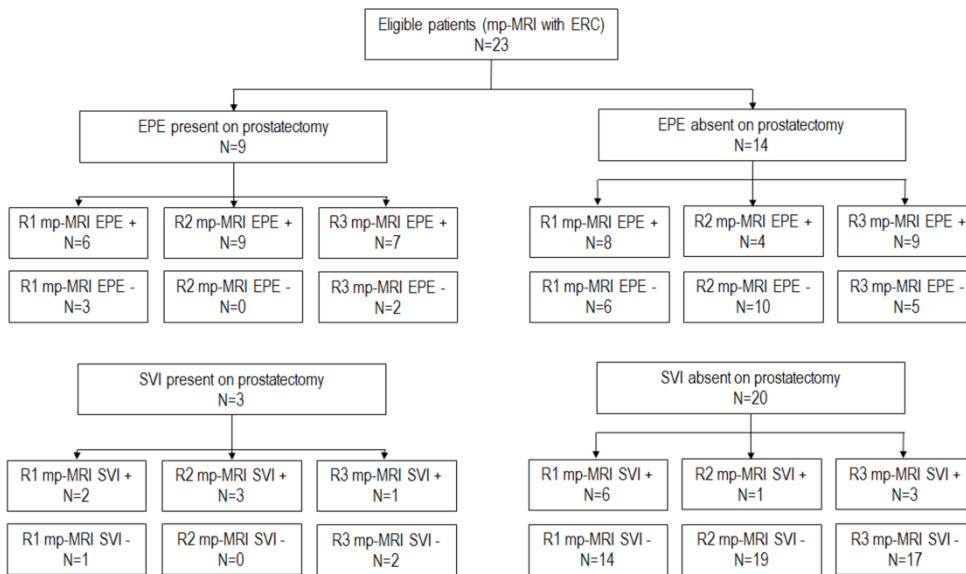 Eligible patients (mp-MRI with ERC)
N=23
EPE present on prostatectomy
N=9
EPE absent on prostatectomy
N=14
R1 mp-MRI EPE +
N=6
R2 mp-MRI EPE +
N=9
R3 mp-MRI EPE +
N=7
R1 mp-MRI EPE +
N=8
R2 mp-MRI EPE +
N=4
R3 mp-MRI EPE +
N=9
R1 mp-MRI EPE -
N=3
R2 mp-MRI EPE -
N=0
R3 mp-MRI EPE -
N=2
R1 mp-MRI EPE -
N=6
R2 mp-MRI EPE -
N=10
R3 mp-MRI EPE -
N=5
SVI present on prostatectomy
N=3
SVI absent on prostatectomy
N=20
R1 mp-MRI SVI +
N=2
R2 mp-MRI SVI +
N=3
R3 mp-MRI SVI +
N=1
R1 mp-MRI SVI +
N=6
R2 mp-MRI SVI +
N=1
R3 mp-MRI SVI +
N=3
R1 mp-MRI SVI -
N=1
R2 mp-MRI SVI -
N=0
R3 mp-MRI SVI -
N=2
R1 mp-MRI SVI -
N=14
R2 mp-MRI SVI -
N=19
R3 mp-MRI SVI -
N=17